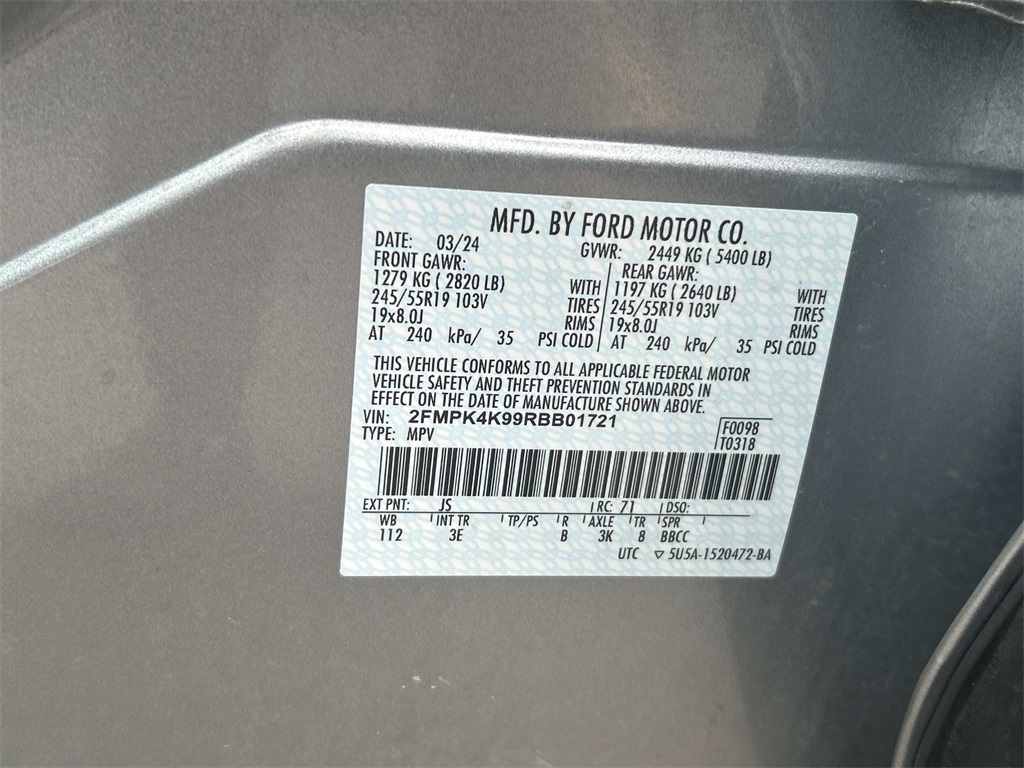 MFD. BY FORD MOTOR CO.
DATE: 03/24 GVWR: 2449 KG ( 5400 LB)
FRONT GAWR: REAR GAWR:
1279 KG ( 2820 LB) WITH 1197 KG ( 2640 LB) WITH
245/55R19 103V TIRES 245/55R19 103V TIRES
19x8.0J RIMS 19x8.0J RIMS
AT 240 kPa/ 35 PSI COLD AT 240 kPa/ 35 PSI COLD
THIS VEHICLE CONFORMS TO ALL APPLICABLE FEDERAL MOTOR
VEHICLE SAFETY AND THEFT PREVENTION STANDARDS IN
EFFECT ON THE DATE OF MANUFACTURE SHOWN ABOVE.
VIN: 2FMPK4K99RBB01721
TYPE: MPV
F0098
T0318
EXT PNT: JS RC: 71 DSO:
WB INT TR TP/PS R AXLE TR SPR
112 3E B 3K 8 BBCC
UTC ▽ 5U5A-1520472-BA